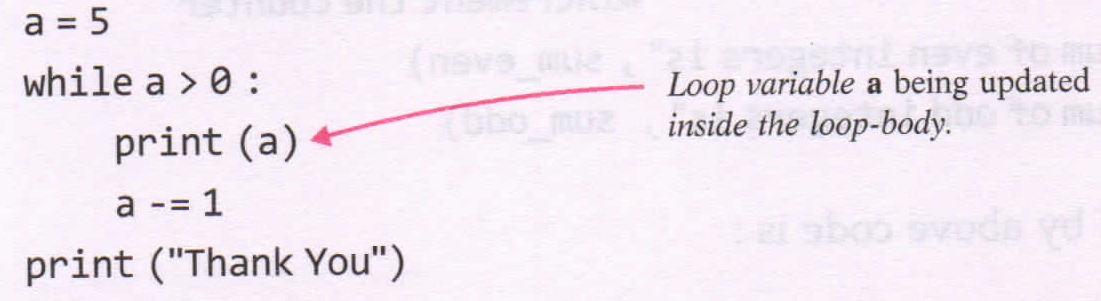 a = 5
while a > 0 :
    print (a)
    a -= 1
print ("Thank You")
Loop variable a being updated
inside the loop-body.